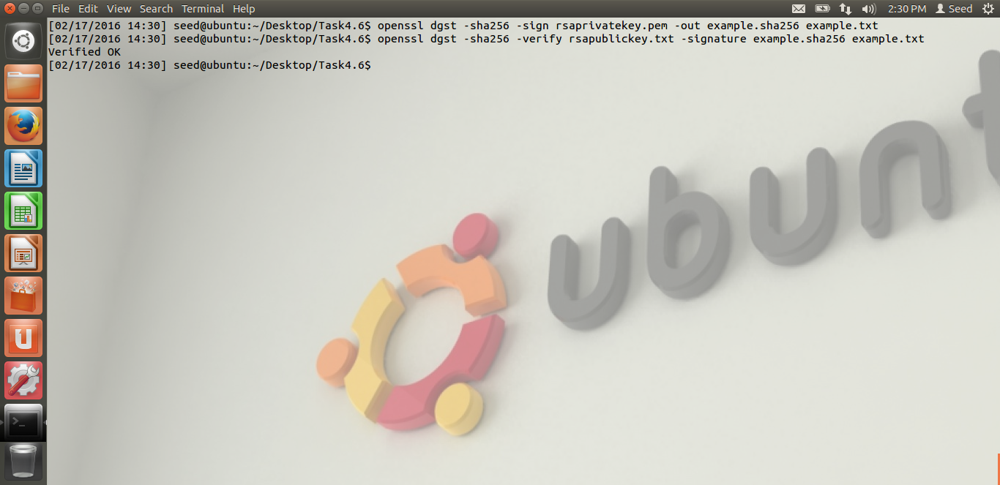 File Edit View Search Terminal Help
2:30 PM Seed
[02/17/2016 14:30] seed@ubuntu:~/Desktop/Task4.6$ openssl dgst -sha256 -sign rsaprivatekey.pem -out example.sha256 example.txt
[02/17/2016 14:30] seed@ubuntu:~/Desktop/Task4.6$ openssl dgst -sha256 -verify rsapublickey.txt -signature example.sha256 example.txt
Verified OK
[02/17/2016 14:30] seed@ubuntu:~/Desktop/Task4.6$
ubunt